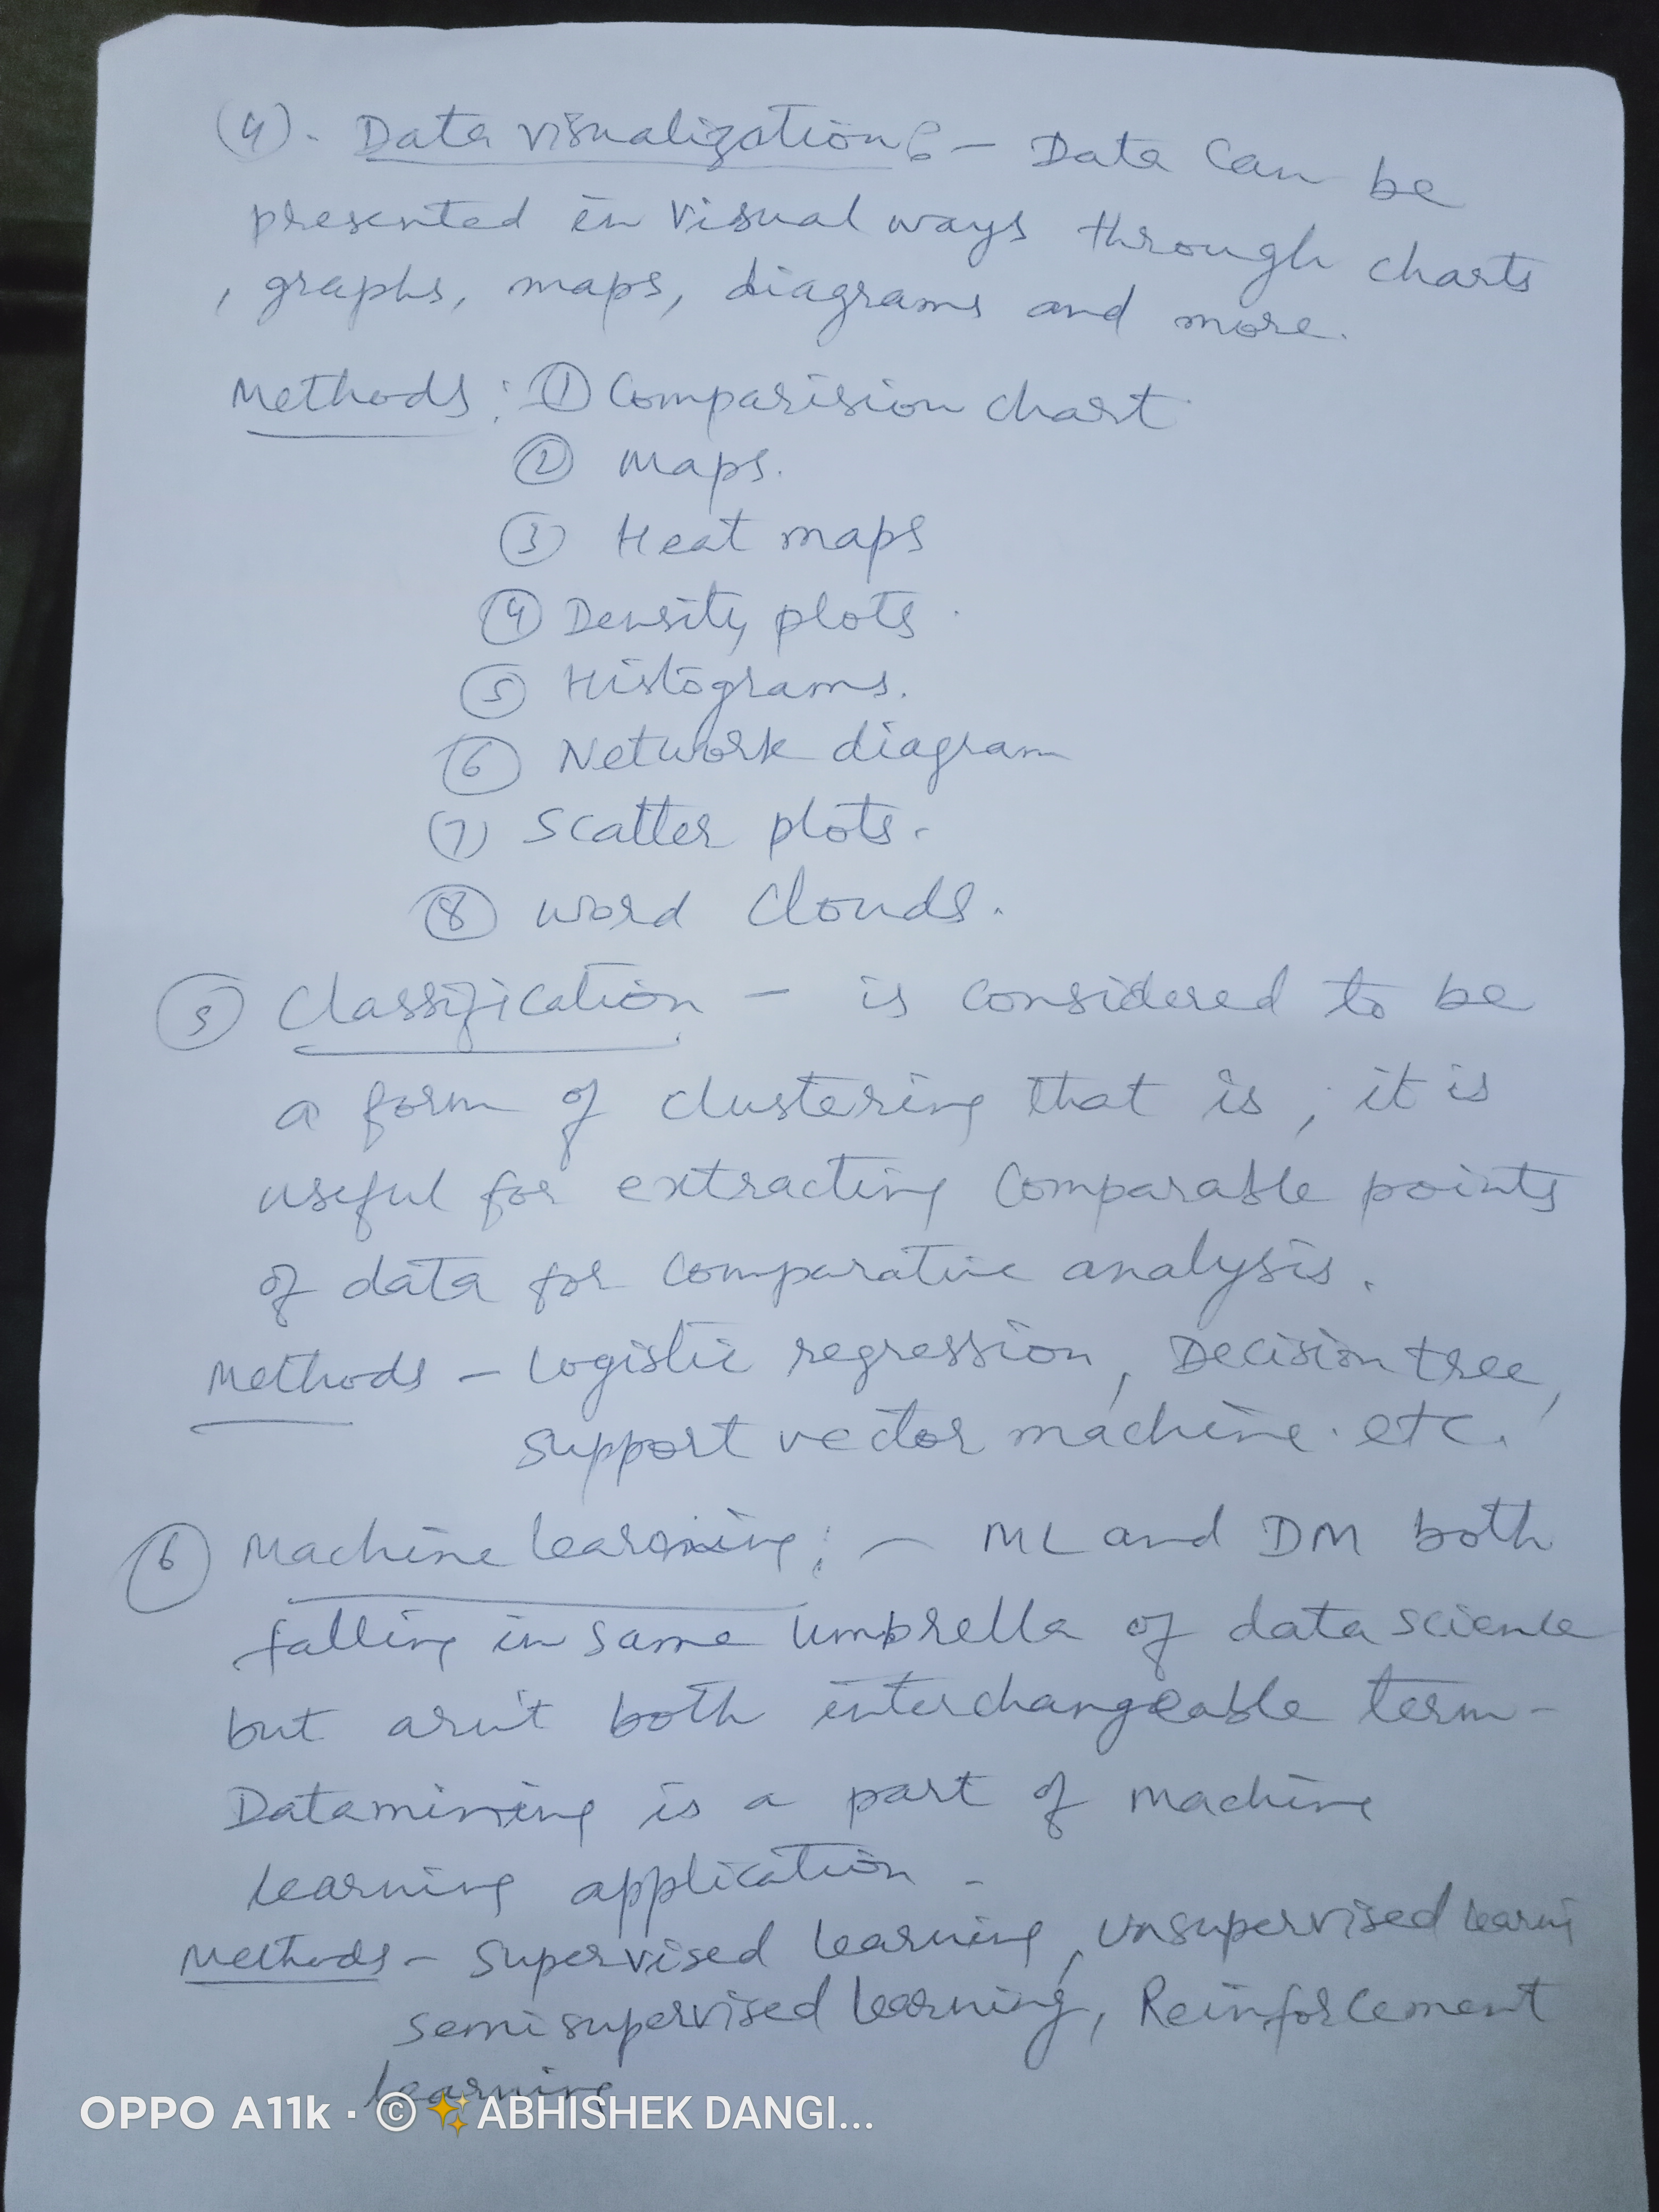 (4). Data visualization :- Data can be
presented in visual ways through charts
, graphs, maps, diagrams and more.
Methods : ① Comparision chart
② Maps.
③ Heat maps
④ Density plots.
⑤ Histograms.
⑥ Network diagram
(7) Scatter plots.
⑧ word clouds.
⑤ Classification - is considered to be
a form of clustering that is, it is
useful for extracting comparable points
of data for comparative analysis.
Methods - Logistic regression, Decision tree,
support vector machine. etc.
⑥ Machine learning: - ML and DM both
falling in same umbrella of data science
but arn't both interchangeable term-
Datamining is a part of machine
learning application -
Methods - Supervised learning, unsupervised learni
semi supervised learning, Reinforcement
learning
OPPO A11k · ©✨ABHISHEK DANGI...